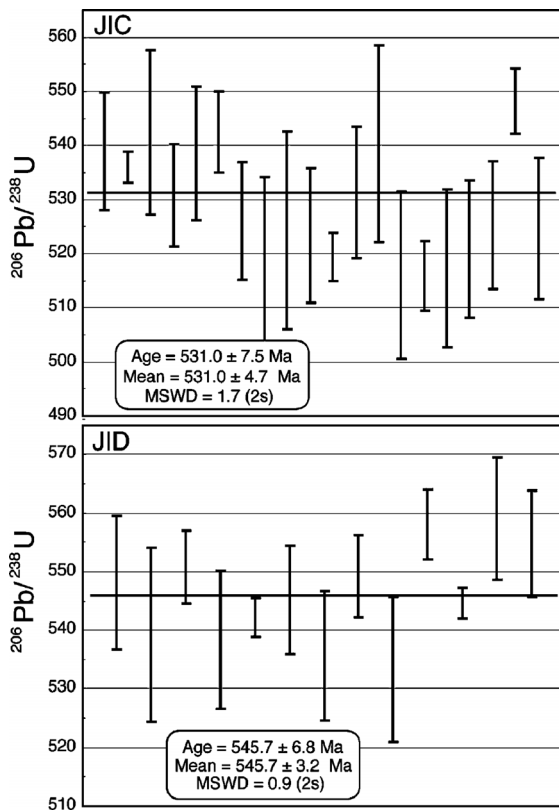 JIC
560
550
540
530
520
510
500
490
206Pb/238U
Age = 531.0 ± 7.5 Ma
Mean = 531.0 ± 4.7 Ma
MSWD = 1.7 (2s)
JID
570
560
550
540
530
520
510
206Pb/238U
Age = 545.7 ± 6.8 Ma
Mean = 545.7 ± 3.2 Ma
MSWD = 0.9 (2s)